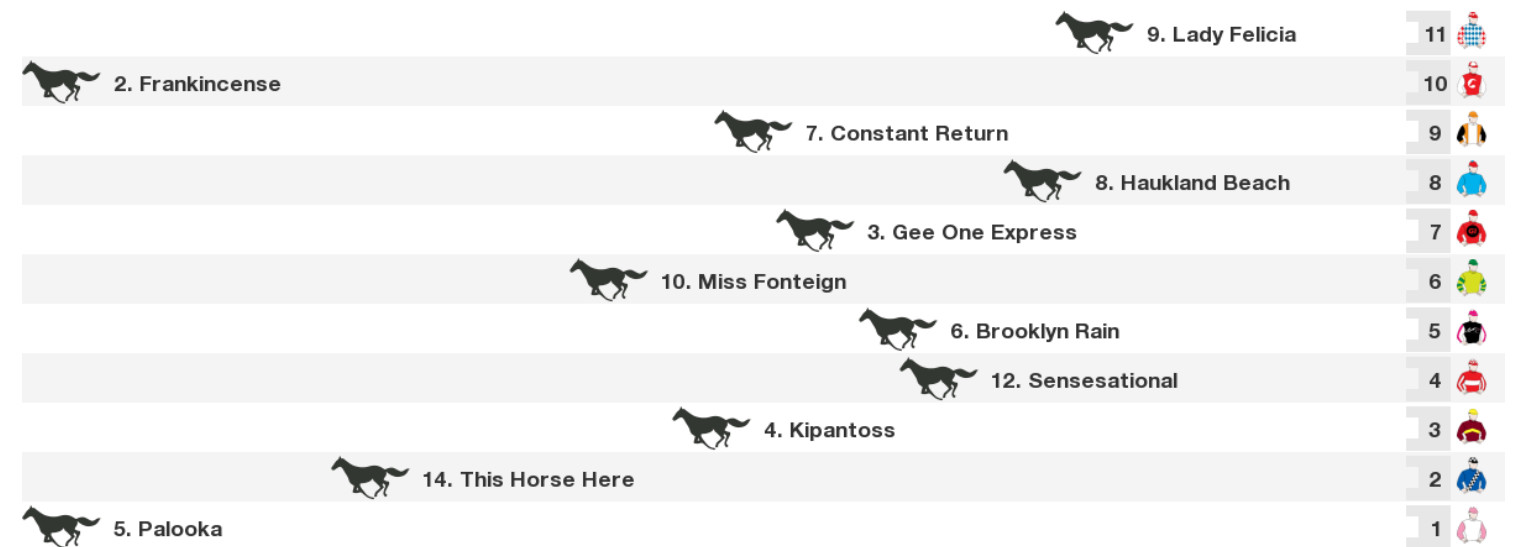 9. Lady Felicia 11
2. Frankincense 10
7. Constant Return 9
8. Haukland Beach 8
3. Gee One Express 7
10. Miss Fonteign 6
6. Brooklyn Rain 5
12. Sensesational 4
4. Kipantoss 3
14. This Horse Here 2
5. Palooka 1